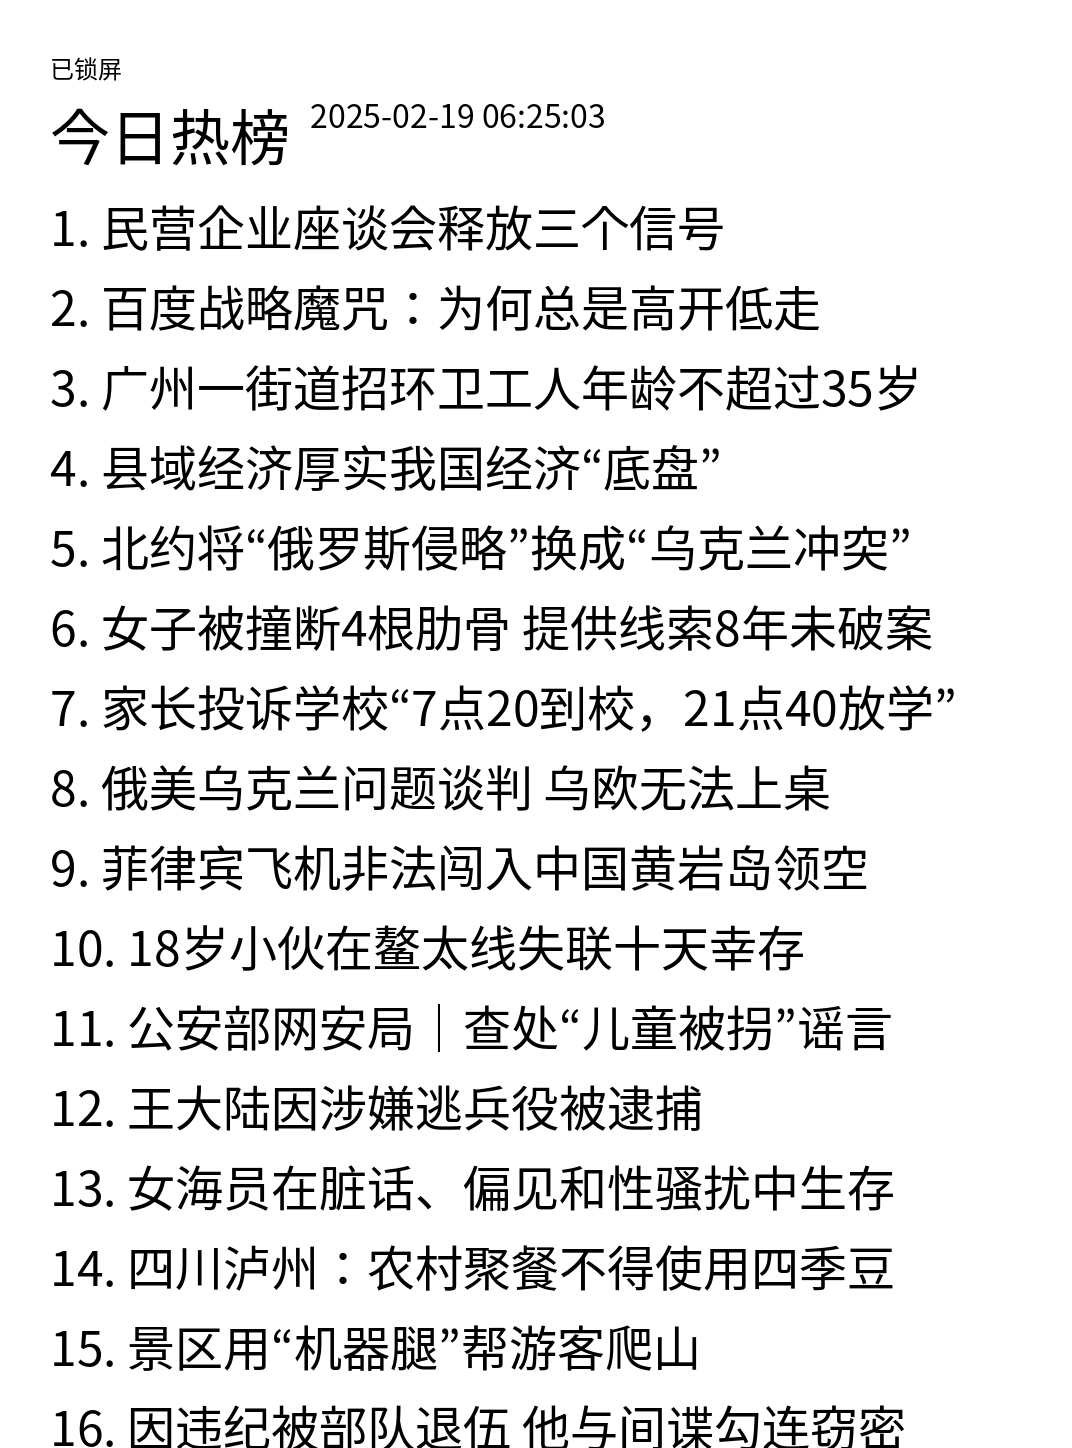 已锁屏
今日热榜 2025-02-19 06:25:03
1. 民营企业座谈会释放三个信号
2. 百度战略魔咒：为何总是高开低走
3. 广州一街道招环卫工人年龄不超过35岁
4. 县域经济厚实我国经济“底盘”
5. 北约将“俄罗斯侵略”换成“乌克兰冲突”
6. 女子被撞断4根肋骨 提供线索8年未破案
7. 家长投诉学校“7点20到校，21点40放学”
8. 俄美乌克兰问题谈判 乌欧无法上桌
9. 菲律宾飞机非法闯入中国黄岩岛领空
10. 18岁小伙在鳌太线失联十天幸存
11. 公安部网安局｜查处“儿童被拐”谣言
12. 王大陆因涉嫌逃兵役被逮捕
13. 女海员在脏话、偏见和性骚扰中生存
14. 四川泸州：农村聚餐不得使用四季豆
15. 景区用“机器腿”帮游客爬山
16. 因违纪被部队退伍 他与间谍勾连窃密